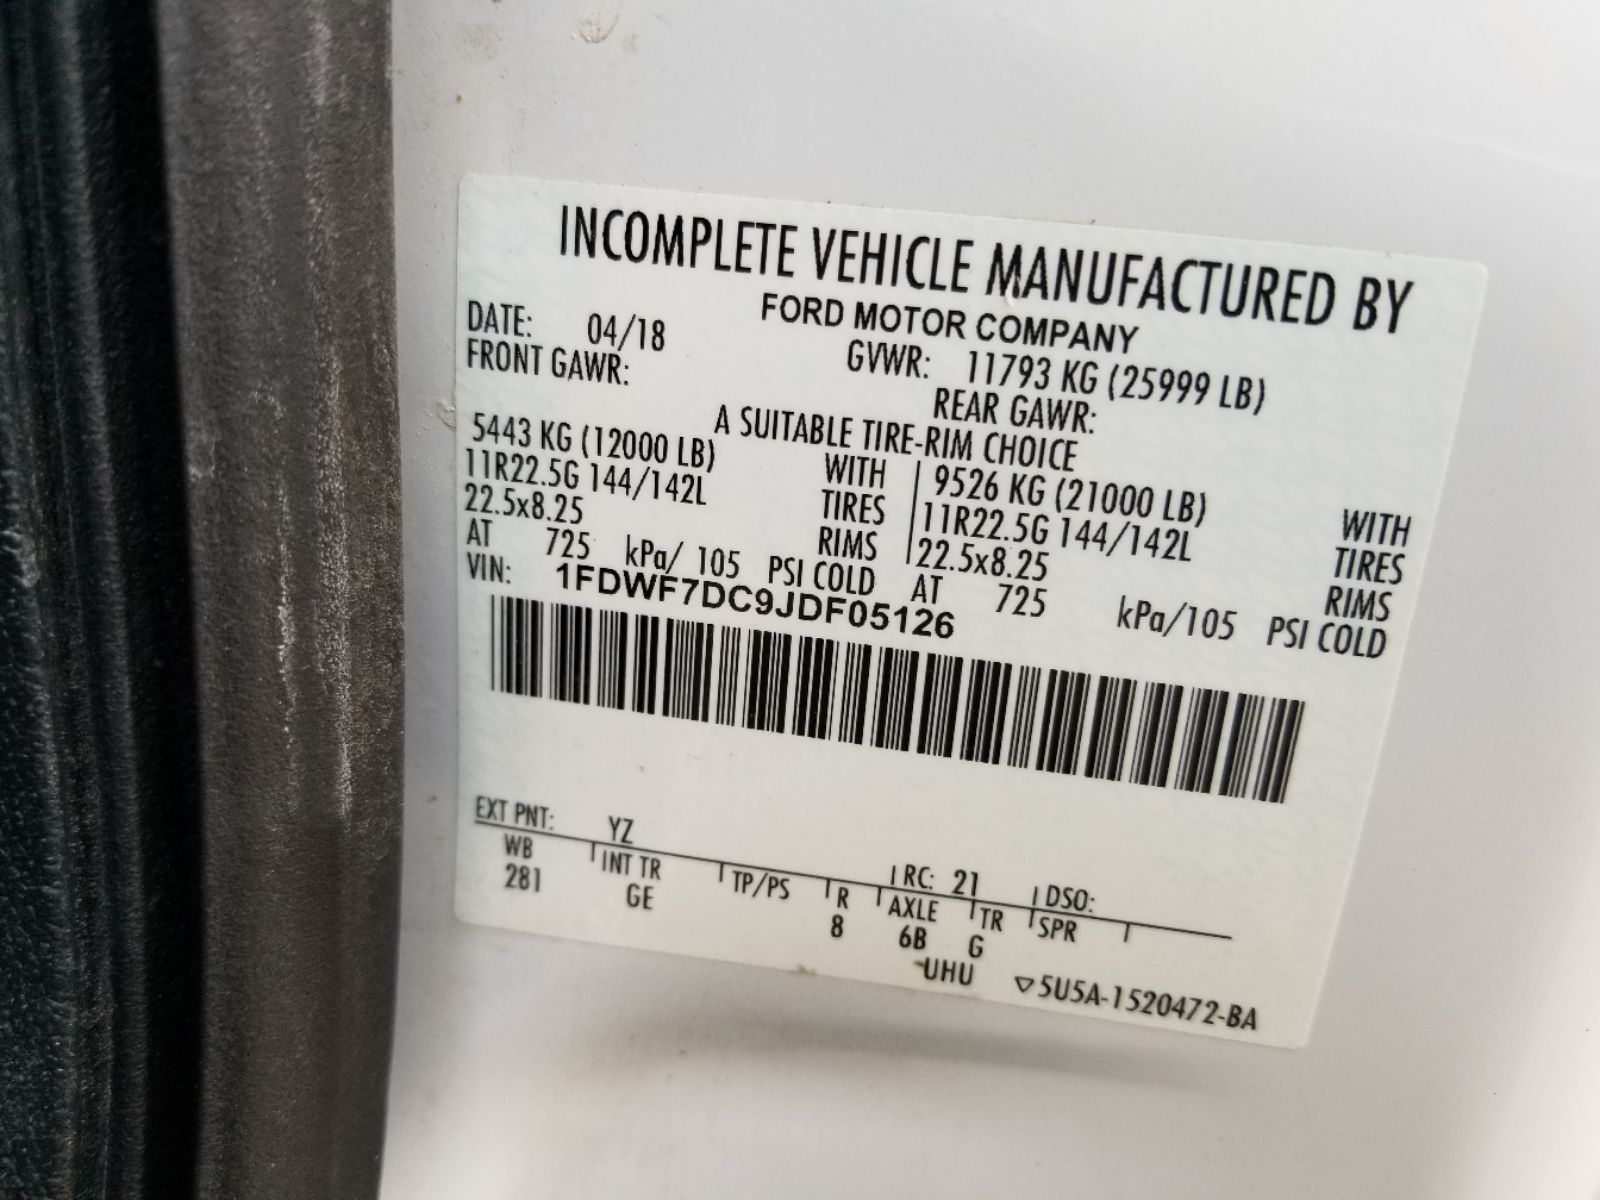 INCOMPLETE VEHICLE MANUFACTURED BY
FORD MOTOR COMPANY
DATE: 04/18 GVWR: 11793 KG (25999 LB)
FRONT GAWR: REAR GAWR:
A SUITABLE TIRE-RIM CHOICE
5443 KG (12000 LB) WITH 9526 KG (21000 LB) WITH
11R22.5G 144/142L TIRES 11R22.5G 144/142L TIRES
22.5x8.25 RIMS 22.5x8.25 RIMS
AT 725 kPa/ 105 PSI COLD AT 725 kPa/105 PSI COLD
VIN: 1FDWF7DC9JDF05126
EXT PNT: YZ RC: 21 DSO:
WB INT TR TP/PS R AXLE TR SPR
281 GE 8 6B G
UHU ▽5U5A-1520472-BA